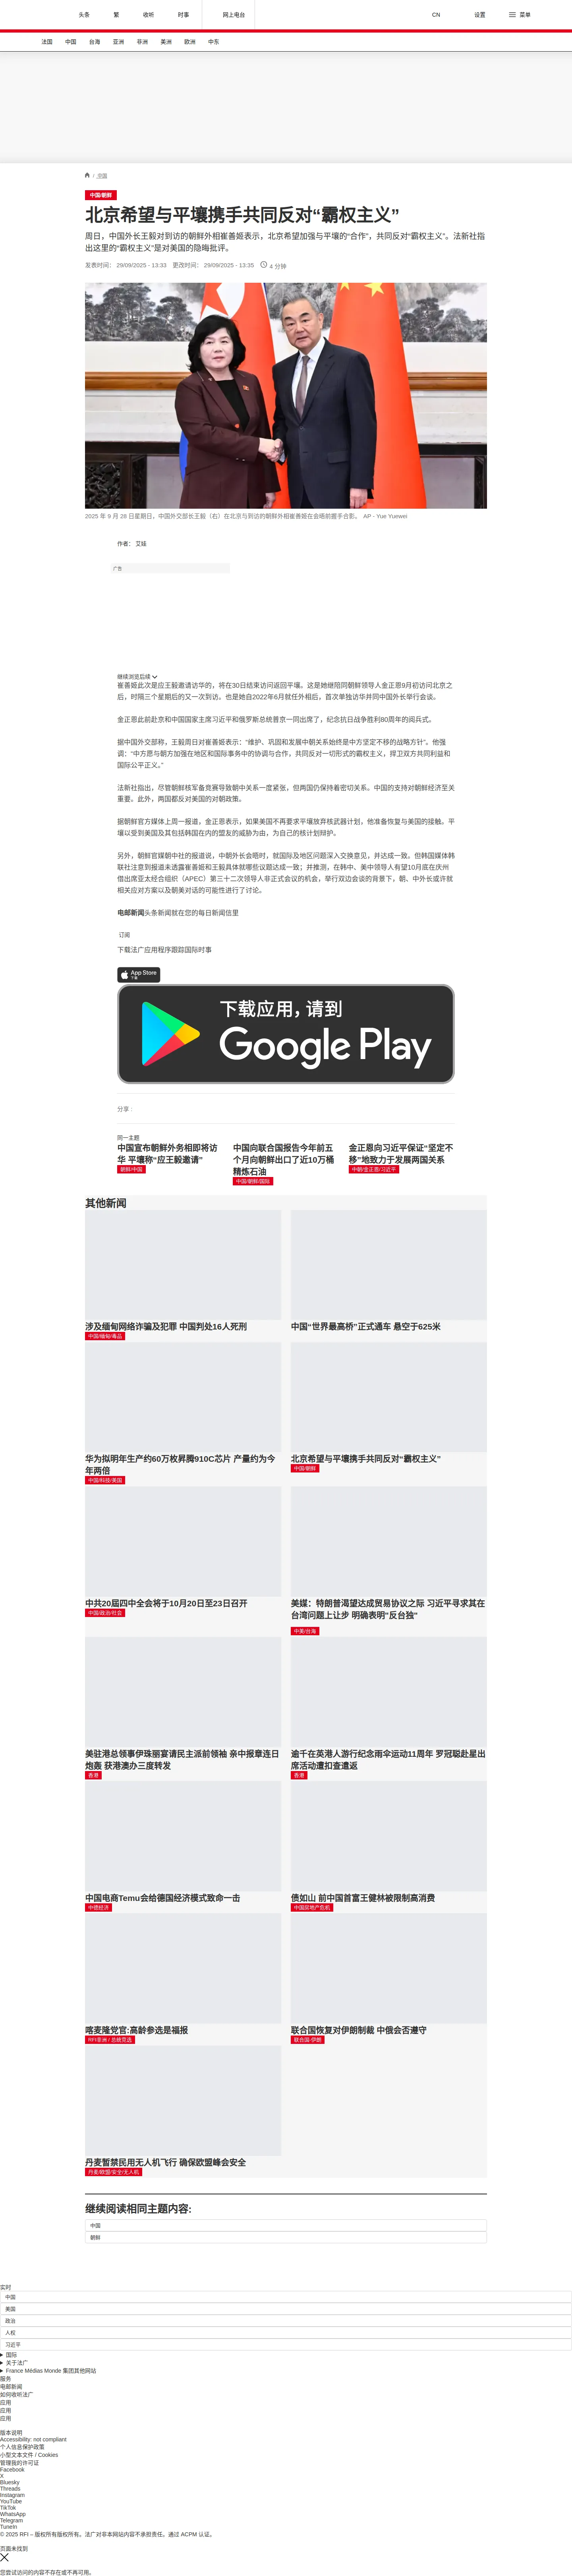 头条
繁
收听
时事
网上电台
CN
设置
菜单
法国
中国
台海
亚洲
非洲
美洲
欧洲
中东
/ 中国
中国/朝鲜
北京希望与平壤携手共同反对“霸权主义”
周日，中国外长王毅对到访的朝鲜外相崔善姬表示，北京希望加强与平壤的“合作”，共同反对“霸权主义”。法新社指
出这里的“霸权主义”是对美国的隐晦批评。
发表时间： 29/09/2025 - 13:33 更改时间： 29/09/2025 - 13:35 4 分钟
2025 年 9 月 28 日星期日，中国外交部长王毅（右）在北京与到访的朝鲜外相崔善姬在会晤前握手合影。 AP - Yue Yuewei
作者： 艾妮
广告
继续浏览后续
崔善姬此次是应王毅邀请访华的，将在30日结束访问返回平壤。这是她继陪同朝鲜领导人金正恩9月初访问北京之
后，时隔三个星期后的又一次到访。也是她自2022年6月就任外相后，首次单独访华并同中国外长举行会谈。
金正恩此前赴京和中国国家主席习近平和俄罗斯总统普京一同出席了，纪念抗日战争胜利80周年的阅兵式。
据中国外交部称，王毅周日对崔善姬表示：“维护、巩固和发展中朝关系始终是中方坚定不移的战略方针”。他强
调：“中方愿与朝方加强在地区和国际事务中的协调与合作，共同反对一切形式的霸权主义，捍卫双方共同利益和
国际公平正义。”
法新社指出，尽管朝鲜核军备竞赛导致朝中关系一度紧张，但两国仍保持着密切关系。中国的支持对朝鲜经济至关
重要。此外，两国都反对美国的对朝政策。
据朝鲜官方媒体上周一报道，金正恩表示，如果美国不再要求平壤放弃核武器计划，他准备恢复与美国的接触。平
壤以受到美国及其包括韩国在内的盟友的威胁为由，为自己的核计划辩护。
另外，朝鲜官媒朝中社的报道说，中朝外长会晤时，就国际及地区问题深入交换意见，并达成一致。但韩国媒体韩
联社注意到报道未透露崔善姬和王毅具体就哪些议题达成一致；并推测，在韩中、美中领导人有望10月底在庆州
借出席亚太经合组织（APEC）第三十二次领导人非正式会议的机会，举行双边会谈的背景下，朝、中外长或许就
相关应对方案以及朝美对话的可能性进行了讨论。
电邮新闻头条新闻就在您的每日新闻信里
订阅
下载法广应用程序跟踪国际时事
App Store
下载
下载应用，请到
Google Play
分享 :
同一主题
中国宣布朝鲜外务相即将访
华 平壤称“应王毅邀请”
朝鲜/中国
中国向联合国报告今年前五
个月向朝鲜出口了近10万桶
精炼石油
中国/朝鲜/国际
金正恩向习近平保证“坚定不
移”地致力于发展两国关系
中朝/金正恩/习近平
其他新闻
涉及缅甸网络诈骗及犯罪 中国判处16人死刑
中国/缅甸/毒品
中国“世界最高桥”正式通车 悬空于625米
华为拟明年生产约60万枚昇腾910C芯片 产量约为今
年两倍
中国/科技/美国
北京希望与平壤携手共同反对“霸权主义”
中国/朝鲜
中共20届四中全会将于10月20日至23日召开
中国/政治/社会
美媒：特朗普渴望达成贸易协议之际 习近平寻求其在
台湾问题上让步 明确表明“反台独”
中美/台海
美驻港总领事伊珠丽宴请民主派前领袖 亲中报章连日
炮轰 获港澳办三度转发
香港
逾千在英港人游行纪念雨伞运动11周年 罗冠聪赴星出
席活动遭扣查遣返
香港
中国电商Temu会给德国经济模式致命一击
中德经济
债如山 前中国首富王健林被限制高消费
中国房地产危机
喀麦隆党官:高龄参选是福报
RFI非洲 / 总统竞选
联合国恢复对伊朗制裁 中俄会否遵守
联合国-伊朗
丹麦暂禁民用无人机飞行 确保欧盟峰会安全
丹麦/欧盟/安全/无人机
继续阅读相同主题内容:
中国
朝鲜
实时
中国
美国
政治
人权
习近平
国际
关于法广
France Médias Monde 集团其他网站
服务
电邮新闻
如何收听法广
应用
应用
应用
版本说明
Accessibility: not compliant
个人信息保护政策
小型文本文件 / Cookies
管理我的许可证
Facebook
X
Bluesky
Threads
Instagram
YouTube
TikTok
WhatsApp
Telegram
TuneIn
© 2025 RFI – 版权所有版权所有。法广对非本网站内容不承担责任。通过 ACPM 认证。
页面未找到
您尝试访问的内容不存在或不再可用。